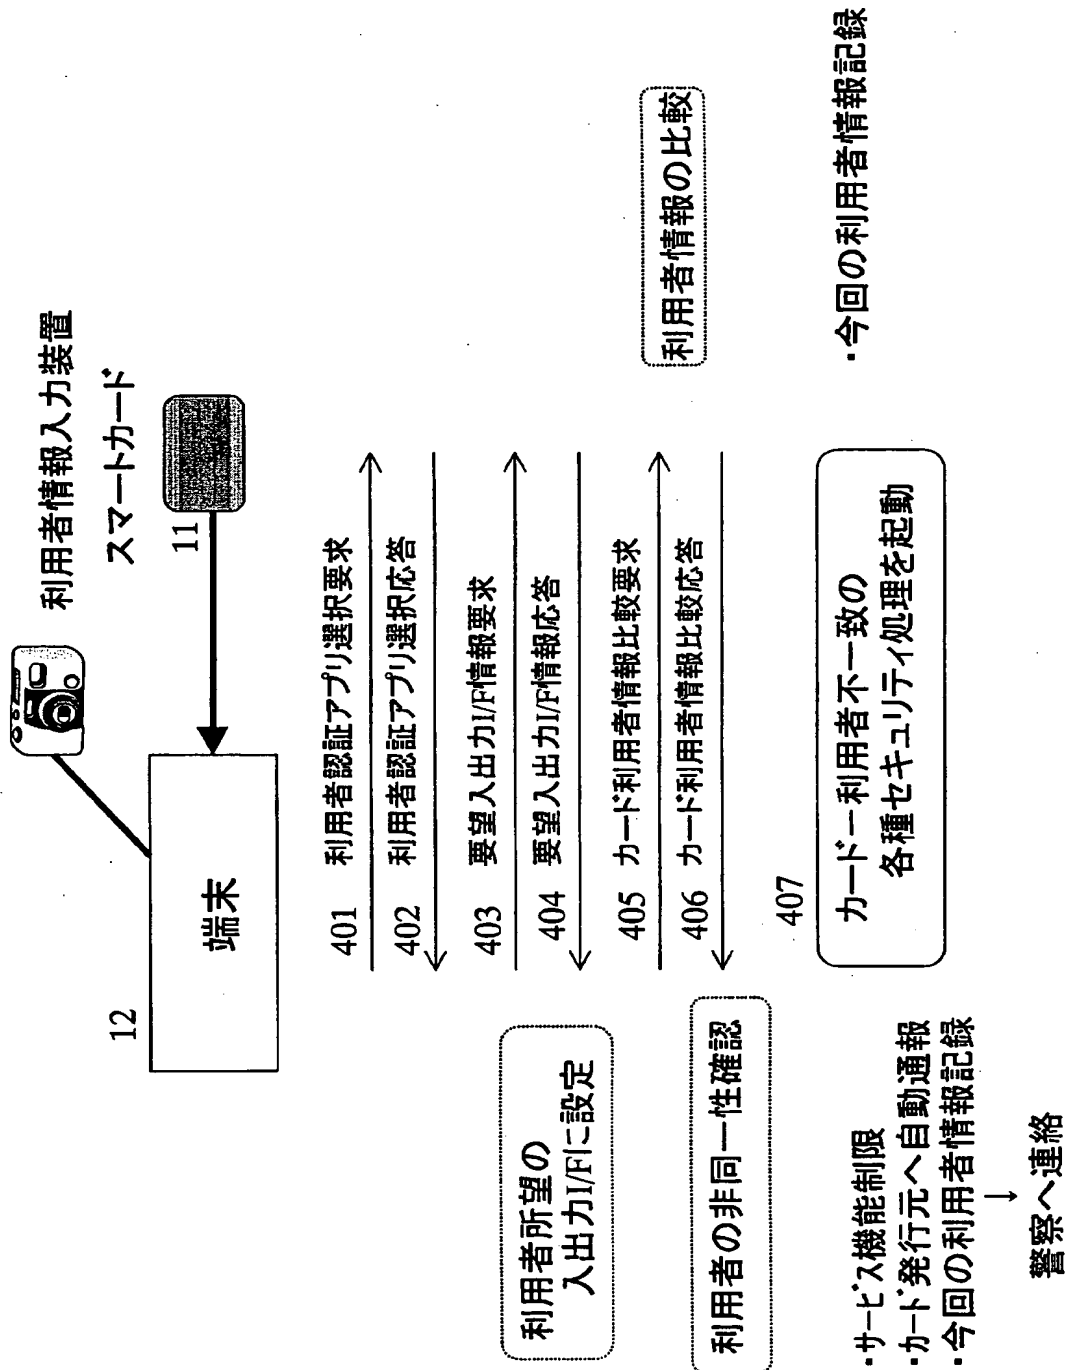 利用者情報入力装置
スマートカード
11
12
端末
401 利用者認証アプリ選択要求
402 利用者認証アプリ選択応答
403 要望入出力I/F情報要求
404 要望入出力I/F情報応答
利用者所望の
入出力I/Fに設定
405 カード利用者情報比較要求
利用者情報の比較
406 カード利用者情報比較応答
利用者の非同一性確認
407
カードー利用者不一致の
各種セキュリティ処理を起動
・サービス機能制限
・カード発行元へ自動通報
・今回の利用者情報記録
↓
警察へ連絡
・今回の利用者情報記録